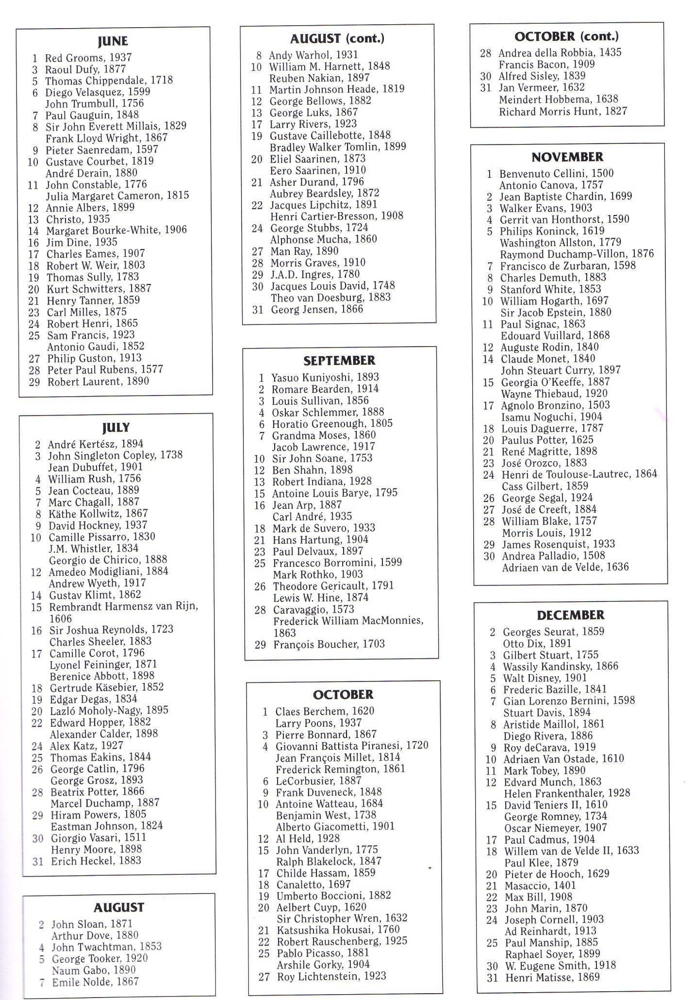 JUNE
1 Red Grooms, 1937
3 Raoul Dufy, 1877
5 Thomas Chippendale, 1718
6 Diego Velasquez, 1599
John Trumbull, 1756
7 Paul Gauguin, 1848
8 Sir John Everett Millais, 1829
Frank Lloyd Wright, 1867
9 Pieter Saenredam, 1597
10 Gustave Courbet, 1819
André Derain, 1880
11 John Constable, 1776
Julia Margaret Cameron, 1815
12 Annie Albers, 1899
13 Christo, 1935
14 Margaret Bourke-White, 1906
16 Jim Dine, 1935
17 Charles Eames, 1907
18 Robert W. Weir, 1803
19 Thomas Sully, 1783
20 Kurt Schwitters, 1887
21 Henry Tanner, 1859
23 Carl Milles, 1875
24 Robert Henri, 1865
25 Sam Francis, 1923
Antonio Gaudi, 1852
27 Philip Guston, 1913
28 Peter Paul Rubens, 1577
29 Robert Laurent, 1890
JULY
2 André Kertész, 1894
3 John Singleton Copley, 1738
Jean Dubuffet, 1901
4 William Rush, 1756
5 Jean Cocteau, 1889
7 Marc Chagall, 1887
8 Käthe Kollwitz, 1867
9 David Hockney, 1937
10 Camille Pissarro, 1830
J.M. Whistler, 1834
Georgio de Chirico, 1888
12 Amedeo Modigliani, 1884
Andrew Wyeth, 1917
14 Gustav Klimt, 1862
15 Rembrandt Harmensz van Rijn,
1606
16 Sir Joshua Reynolds, 1723
Charles Sheeler, 1883
17 Camille Corot, 1796
Lyonel Feininger, 1871
Berenice Abbott, 1898
18 Gertrude Käsebier, 1852
19 Edgar Degas, 1834
20 Lazló Moholy-Nagy, 1895
22 Edward Hopper, 1882
Alexander Calder, 1898
24 Alex Katz, 1927
25 Thomas Eakins, 1844
26 George Catlin, 1796
George Grosz, 1893
28 Beatrix Potter, 1866
Marcel Duchamp, 1887
29 Hiram Powers, 1805
Eastman Johnson, 1824
30 Giorgio Vasari, 1511
Henry Moore, 1898
31 Erich Heckel, 1883
AUGUST
2 John Sloan, 1871
Arthur Dove, 1880
4 John Twachtman, 1853
5 George Tooker, 1920
Naum Gabo, 1890
7 Emile Nolde, 1867
AUGUST (cont.)
8 Andy Warhol, 1931
10 William M. Harnett, 1848
Reuben Nakian, 1897
11 Martin Johnson Heade, 1819
12 George Bellows, 1882
13 George Luks, 1867
17 Larry Rivers, 1923
19 Gustave Caillebotte, 1848
Bradley Walker Tomlin, 1899
20 Eliel Saarinen, 1873
Eero Saarinen, 1910
21 Asher Durand, 1796
Aubrey Beardsley, 1872
22 Jacques Lipchitz, 1891
Henri Cartier-Bresson, 1908
24 George Stubbs, 1724
Alphonse Mucha, 1860
27 Man Ray, 1890
28 Morris Graves, 1910
29 J.A.D. Ingres, 1780
30 Jacques Louis David, 1748
Theo van Doesburg, 1883
31 Georg Jensen, 1866
SEPTEMBER
1 Yasuo Kuniyoshi, 1893
2 Romare Bearden, 1914
3 Louis Sullivan, 1856
4 Oskar Schlemmer, 1888
6 Horatio Greenough, 1805
7 Grandma Moses, 1860
Jacob Lawrence, 1917
10 Sir John Soane, 1753
12 Ben Shahn, 1898
13 Robert Indiana, 1928
15 Antoine Louis Barye, 1795
16 Jean Arp, 1887
Carl André, 1935
18 Mark de Suvero, 1933
21 Hans Hartung, 1904
23 Paul Delvaux, 1897
25 Francesco Borromini, 1599
Mark Rothko, 1903
26 Theodore Gericault, 1791
Lewis W. Hine, 1874
28 Caravaggio, 1573
Frederick William MacMonnies,
1863
29 François Boucher, 1703
OCTOBER
1 Claes Berchem, 1620
Larry Poons, 1937
3 Pierre Bonnard, 1867
4 Giovanni Battista Piranesi, 1720
Jean François Millet, 1814
Frederick Remington, 1861
6 LeCorbusier, 1887
9 Frank Duveneck, 1848
10 Antoine Watteau, 1684
Benjamin West, 1738
Alberto Giacometti, 1901
12 Al Held, 1928
15 John Vanderlyn, 1775
Ralph Blakelock, 1847
17 Childe Hassam, 1859
18 Canaletto, 1697
19 Umberto Boccioni, 1882
20 Aelbert Cuyp, 1620
Sir Christopher Wren, 1632
21 Katsushika Hokusai, 1760
22 Robert Rauschenberg, 1925
25 Pablo Picasso, 1881
Arshile Gorky, 1904
27 Roy Lichtenstein, 1923
OCTOBER (cont.)
28 Andrea della Robbia, 1435
Francis Bacon, 1909
30 Alfred Sisley, 1839
31 Jan Vermeer, 1632
Meindert Hobbema, 1638
Richard Morris Hunt, 1827
NOVEMBER
1 Benvenuto Cellini, 1500
Antonio Canova, 1757
2 Jean Baptiste Chardin, 1699
3 Walker Evans, 1903
4 Gerrit van Honthorst, 1590
5 Philips Koninck, 1619
Washington Allston, 1779
Raymond Duchamp-Villon, 1876
7 Francisco de Zurbaran, 1598
8 Charles Demuth, 1883
9 Stanford White, 1853
10 William Hogarth, 1697
Sir Jacob Epstein, 1880
11 Paul Signac, 1863
Edouard Vuillard, 1868
12 Auguste Rodin, 1840
14 Claude Monet, 1840
John Steuart Curry, 1897
15 Georgia O'Keeffe, 1887
Wayne Thiebaud, 1920
17 Agnolo Bronzino, 1503
Isamu Noguchi, 1904
18 Louis Daguerre, 1787
20 Paulus Potter, 1625
21 René Magritte, 1898
23 José Orozco, 1883
24 Henri de Toulouse-Lautrec, 1864
Cass Gilbert, 1859
26 George Segal, 1924
27 José de Creeft, 1884
28 William Blake, 1757
Morris Louis, 1912
29 James Rosenquist, 1933
30 Andrea Palladio, 1508
Adriaen van de Velde, 1636
DECEMBER
2 Georges Seurat, 1859
Otto Dix, 1891
3 Gilbert Stuart, 1755
4 Wassily Kandinsky, 1866
5 Walt Disney, 1901
6 Frederic Bazille, 1841
7 Gian Lorenzo Bernini, 1598
Stuart Davis, 1894
8 Aristide Maillol, 1861
Diego Rivera, 1886
9 Roy deCarava, 1919
10 Adriaen Van Ostade, 1610
11 Mark Tobey, 1890
12 Edvard Munch, 1863
Helen Frankenthaler, 1928
15 David Teniers II, 1610
George Romney, 1734
Oscar Niemeyer, 1907
17 Paul Cadmus, 1904
18 Willem van de Velde II, 1633
Paul Klee, 1879
20 Pieter de Hooch, 1629
21 Masaccio, 1401
22 Max Bill, 1908
23 John Marin, 1870
24 Joseph Cornell, 1903
Ad Reinhardt, 1913
25 Paul Manship, 1885
Raphael Soyer, 1899
30 W. Eugene Smith, 1918
31 Henri Matisse, 1869